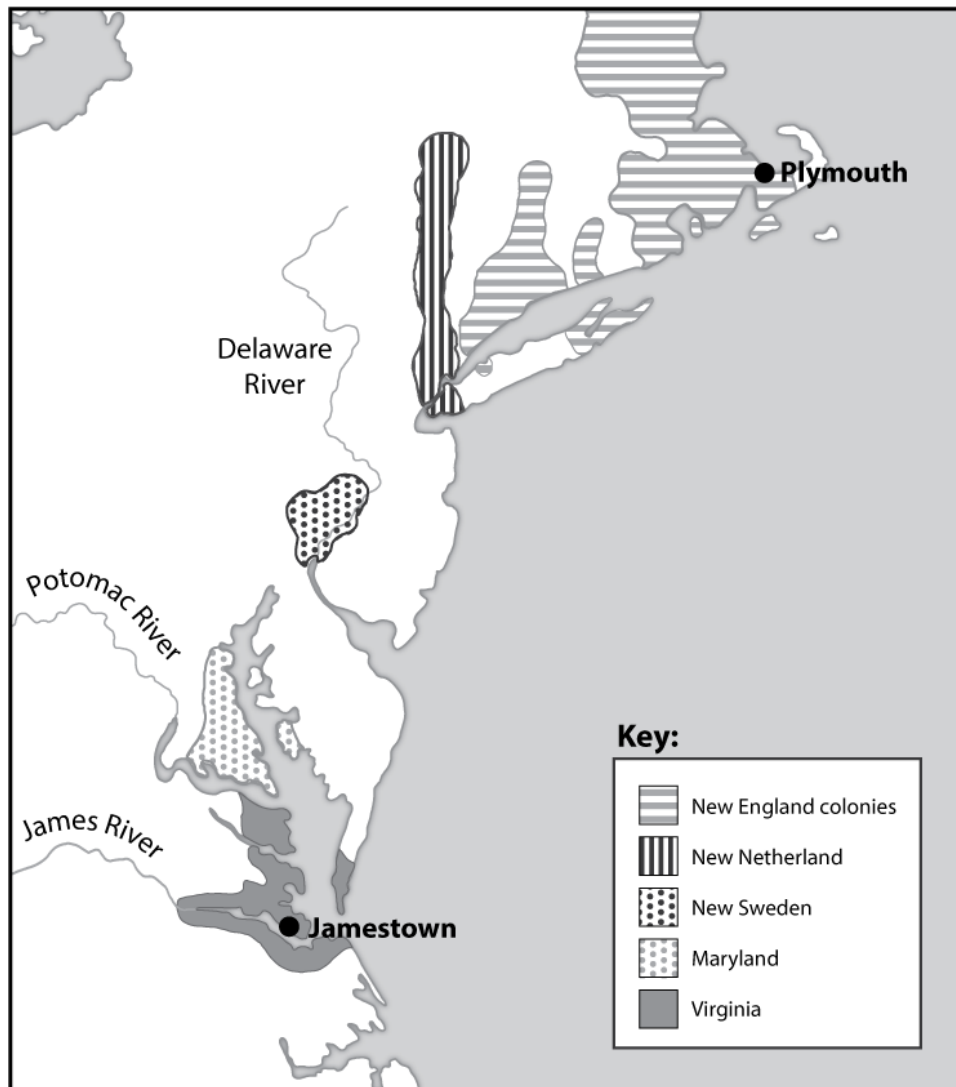 Plymouth
Delaware
River
Potomac River
James River
Jamestown
Key:
New England colonies
New Netherland
New Sweden
Maryland
Virginia